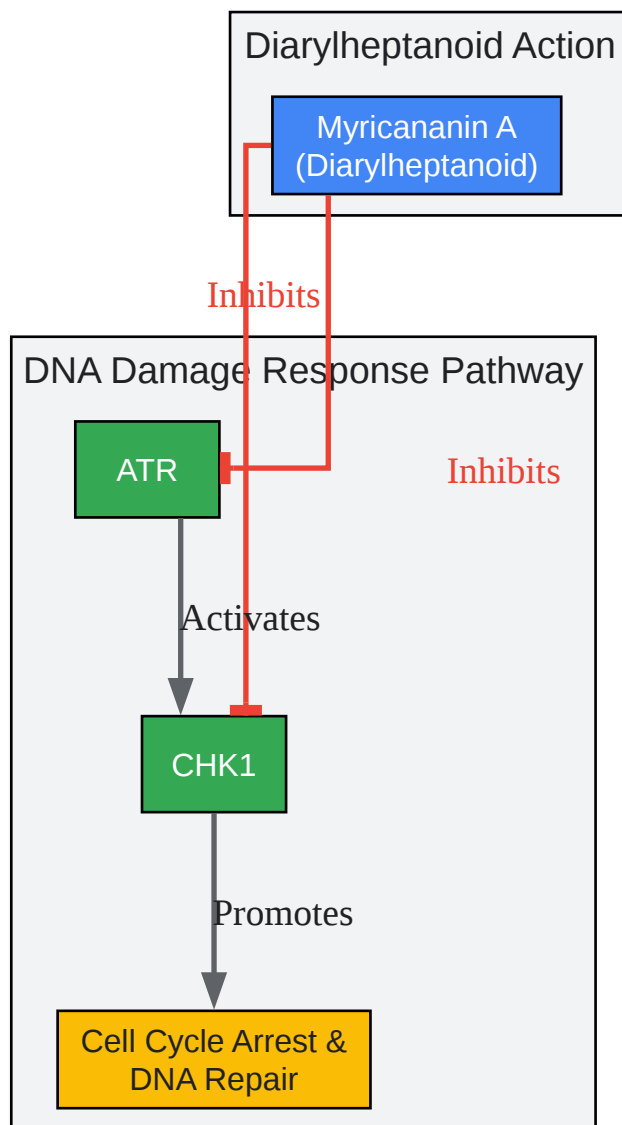 Diarylheptanoid Action
Myricananin A
(Diarylheptanoid)
Inhibits
DNA Damage Response Pathway
ATR
Inhibits
Activates
CHK1
Promotes
Cell Cycle Arrest &
DNA Repair